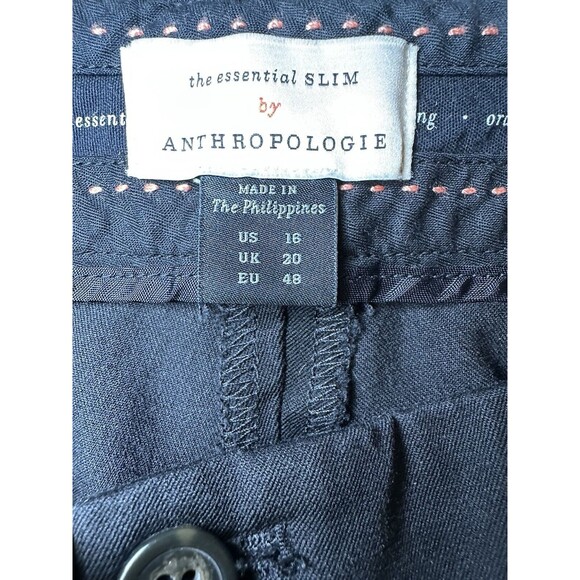 the essential SLIM
by
ANTHROPOLOGIE
MADE IN
The Philippines
US 16
UK 20
EU 48